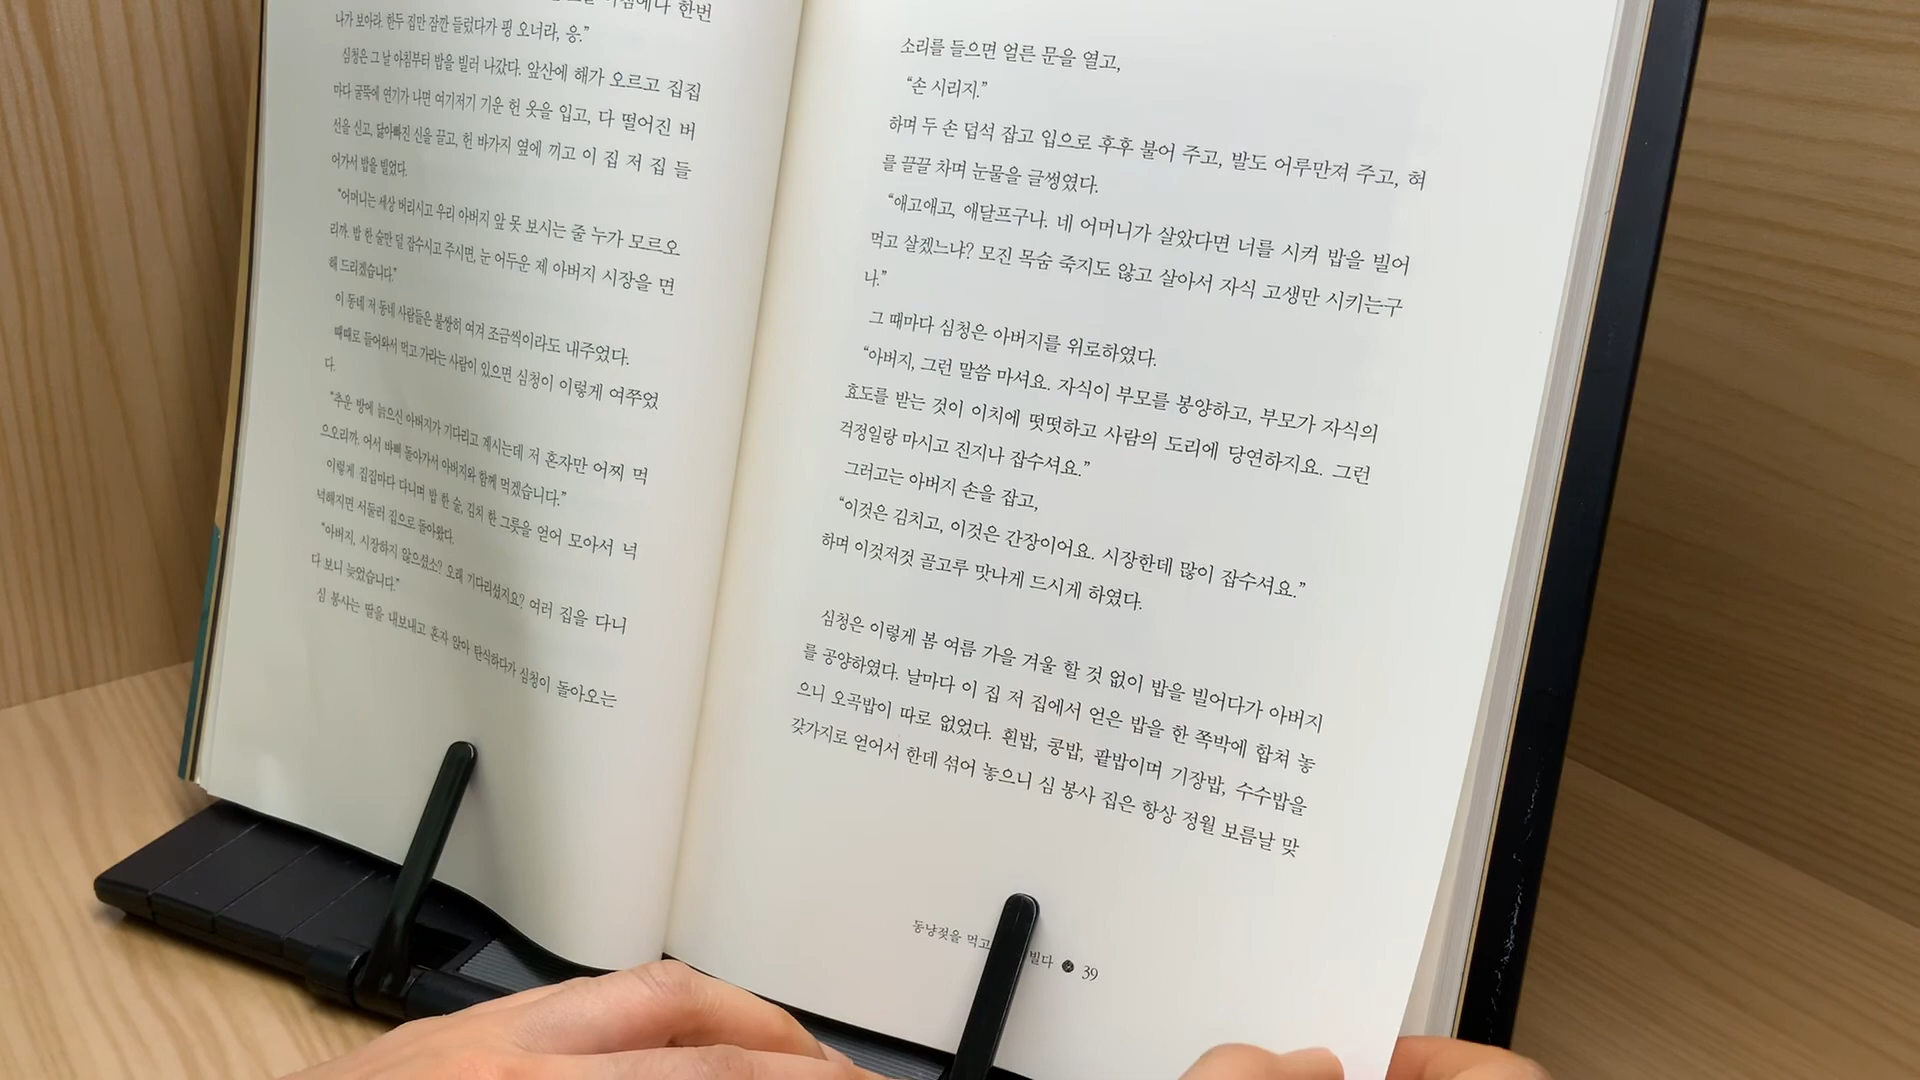 한번
나가 보아라. 한두 집만 잠깐 들렀다가 핑 오너라, 응.”
심청은 그 날 아침부터 밥을 빌러 나갔다. 앞산에 해가 오르고 집집
마다 굴뚝에 연기가 나면 여기저기 기운 헌 옷을 입고, 다 떨어진 버
선을 신고, 닳아빠진 신을 끌고, 헌 바가지 옆에 끼고 이 집 저 집 들
어가서 밥을 빌었다.
“어머니는 세상 버리시고 우리 아버지 앞 못 보시는 줄 누가 모르오
리까. 밥 한 술만 덜 잡수시고 주시면, 눈 어두운 제 아버지 시장을 면
해 드리겠습니다.”
이 동네 저 동네 사람들은 불쌍히 여겨 조금씩이라도 내주었다.
때때로 들어와서 먹고 가라는 사람이 있으면 심청이 이렇게 여쭈었
다.
“추운 방에 늙으신 아버지가 기다리고 계시는데 저 혼자만 어찌 먹
으오리까. 어서 바삐 돌아가서 아버지와 함께 먹겠습니다.”
이렇게 집집마다 다니며 밥 한 술, 김치 한 그릇을 얻어 모아서 넉
넉해지면 서둘러 집으로 돌아왔다.
“아버지, 시장하지 않으셨소? 오래 기다리셨지요? 여러 집을 다니
다 보니 늦었습니다.”
심 봉사는 딸을 내보내고 혼자 앉아 탄식하다가 심청이 돌아오는
소리를 들으면 얼른 문을 열고,
“손 시리지.”
하며 두 손 덥석 잡고 입으로 후후 불어 주고, 발도 어루만져 주고, 혀
를 끌끌 차며 눈물을 글썽였다.
“애고애고, 애달프구나. 네 어머니가 살았다면 너를 시켜 밥을 빌어
먹고 살겠느냐? 모진 목숨 죽지도 않고 살아서 자식 고생만 시키는구
나.”
그 때마다 심청은 아버지를 위로하였다.
“아버지, 그런 말씀 마셔요. 자식이 부모를 봉양하고, 부모가 자식의
효도를 받는 것이 이치에 떳떳하고 사람의 도리에 당연하지요. 그런
걱정일랑 마시고 진지나 잡수셔요.”
그러고는 아버지 손을 잡고,
“이것은 김치고, 이것은 간장이어요. 시장한데 많이 잡수셔요.”
하며 이것저것 골고루 맛나게 드시게 하였다.
심청은 이렇게 봄 여름 가을 겨울 할 것 없이 밥을 빌어다가 아버지
를 공양하였다. 날마다 이 집 저 집에서 얻은 밥을 한 쪽박에 합쳐 놓
으니 오곡밥이 따로 없었다. 흰밥, 콩밥, 팥밥이며 기장밥, 수수밥을
갖가지로 얻어서 한데 섞어 놓으니 심 봉사 집은 항상 정월 보름날 맞
동냥젖을 먹고 빌다 ● 39